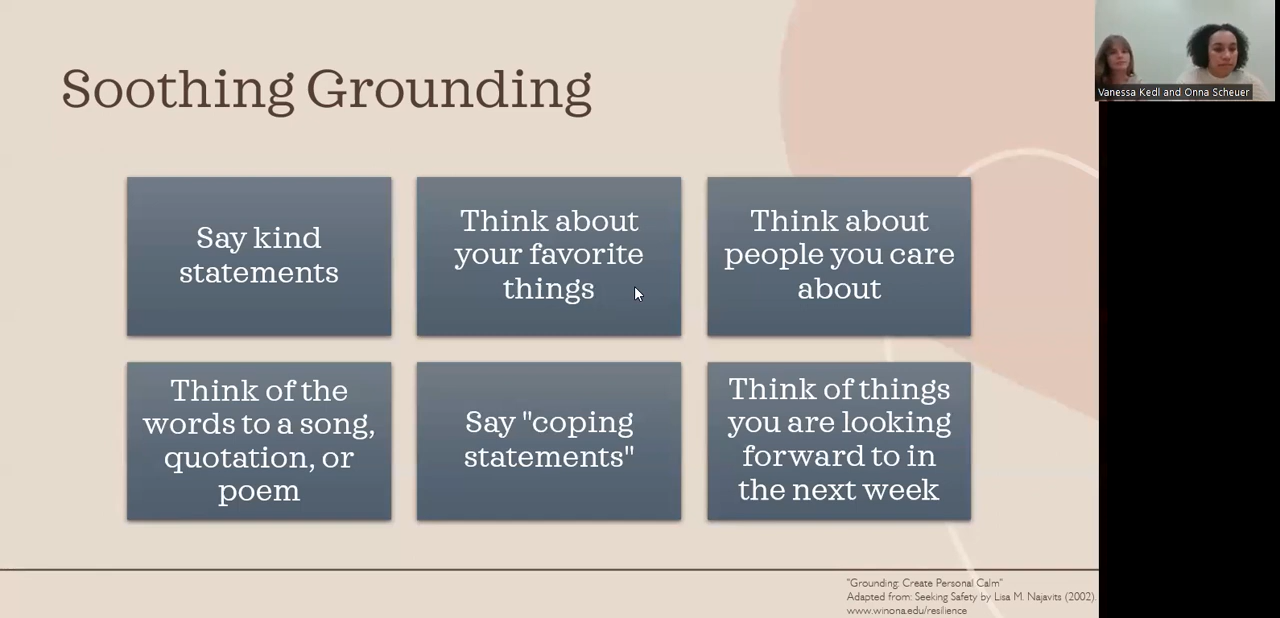 Soothing Grounding
Vanessa Kedl and Onna Scheuer
Say kind
statements
Think about
your favorite
things
Think about
people you care
about
Think of the
words to a song,
quotation, or
poem
Say "coping
statements"
Think of things
you are looking
forward to in
the next week
"Grounding: Create Personal Calm"
Adapted from: Seeking Safety by Lisa M. Najavits (2002).
www.winona.edu/resilience